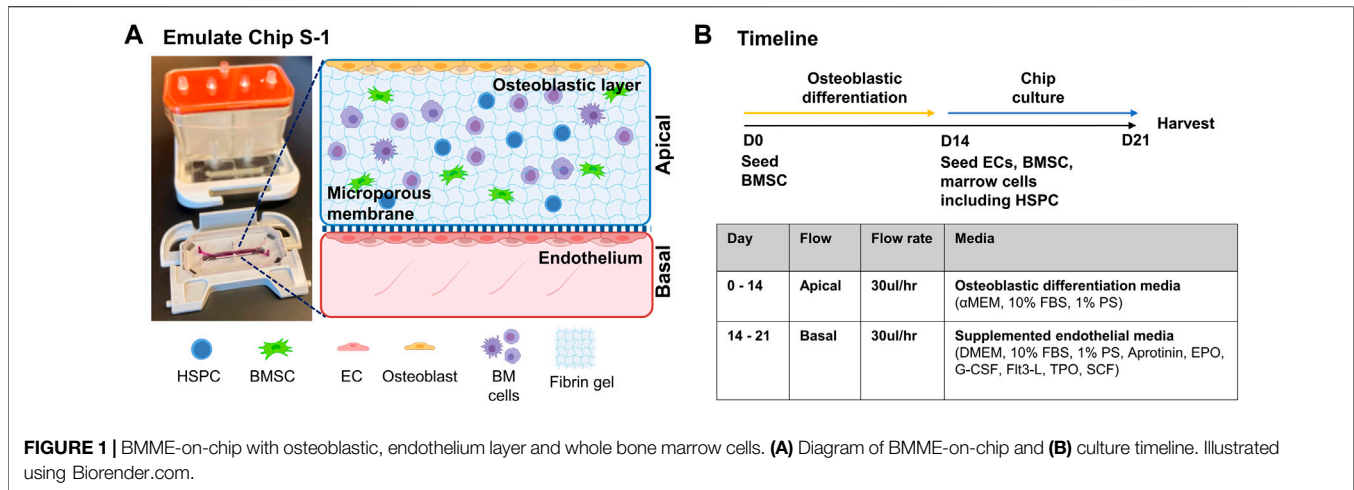 A Emulate Chip S-1
Osteoblastic layer
Apical
Microporous
membrane
Endothelium
Basal
HSPC
BMSC
EC
Osteoblast
BM
cells
Fibrin gel
B Timeline
Osteoblastic
differentiation
Chip
culture
Harvest
D0
D14
D21
Seed
BMSC
Seed ECs, BMSC,
marrow cells
including HSPC
Day Flow Flow rate Media
0 - 14 Apical 30ul/hr Osteoblastic differentiation media
(αMEM, 10% FBS, 1% PS)
14 - 21 Basal 30ul/hr Supplemented endothelial media
(DMEM, 10% FBS, 1% PS, Aprotinin, EPO,
G-CSF, Flt3-L, TPO, SCF)
FIGURE 1 | BMME-on-chip with osteoblastic, endothelium layer and whole bone marrow cells. (A) Diagram of BMME-on-chip and (B) culture timeline. Illustrated
using Biorender.com.